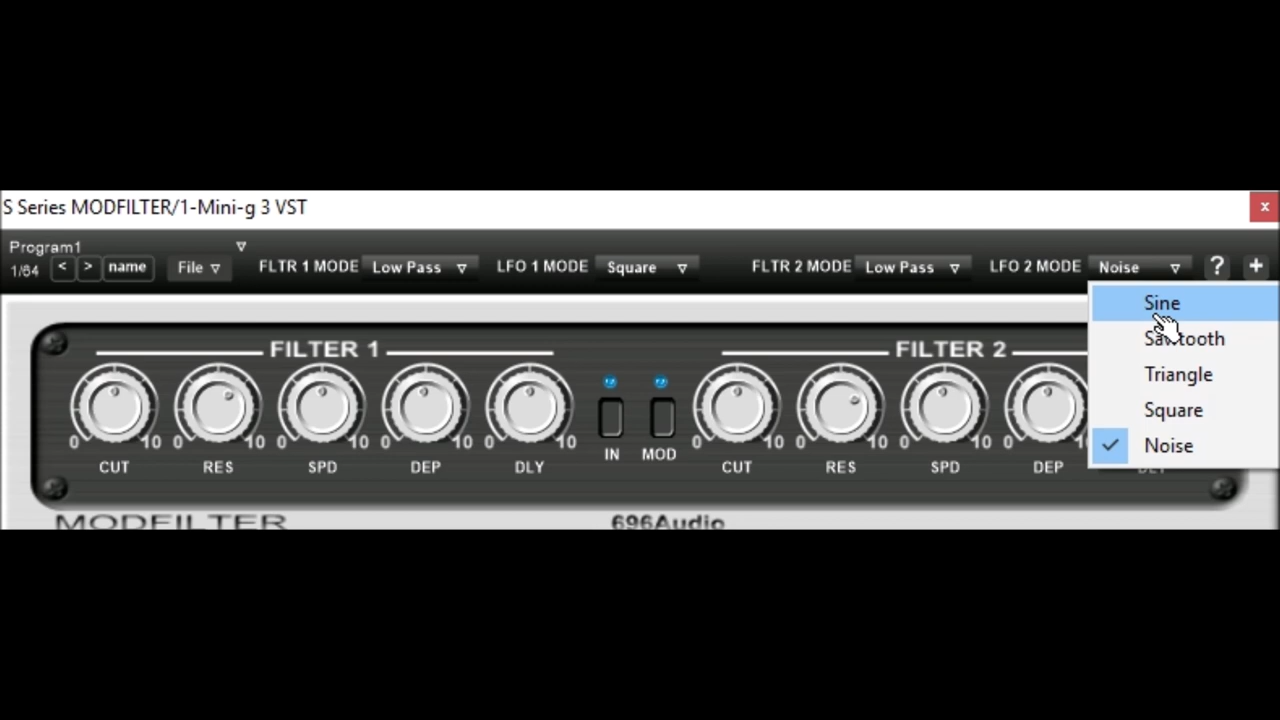 S Series MODFILTER/1-Mini-g 3 VST x
Program1
1/64 < > name File FLTR 1 MODE Low Pass LFO 1 MODE Square FLTR 2 MODE Low Pass LFO 2 MODE Noise ? +
Sine
Sawtooth
Triangle
Square
Noise
FILTER 1 FILTER 2
0 10 0 10 0 10 0 10 0 10 0 10 0 10 0 10 0
CUT RES SPD DEP DLY IN MOD CUT RES SPD DEP DLY
MODFILTER 696Audio